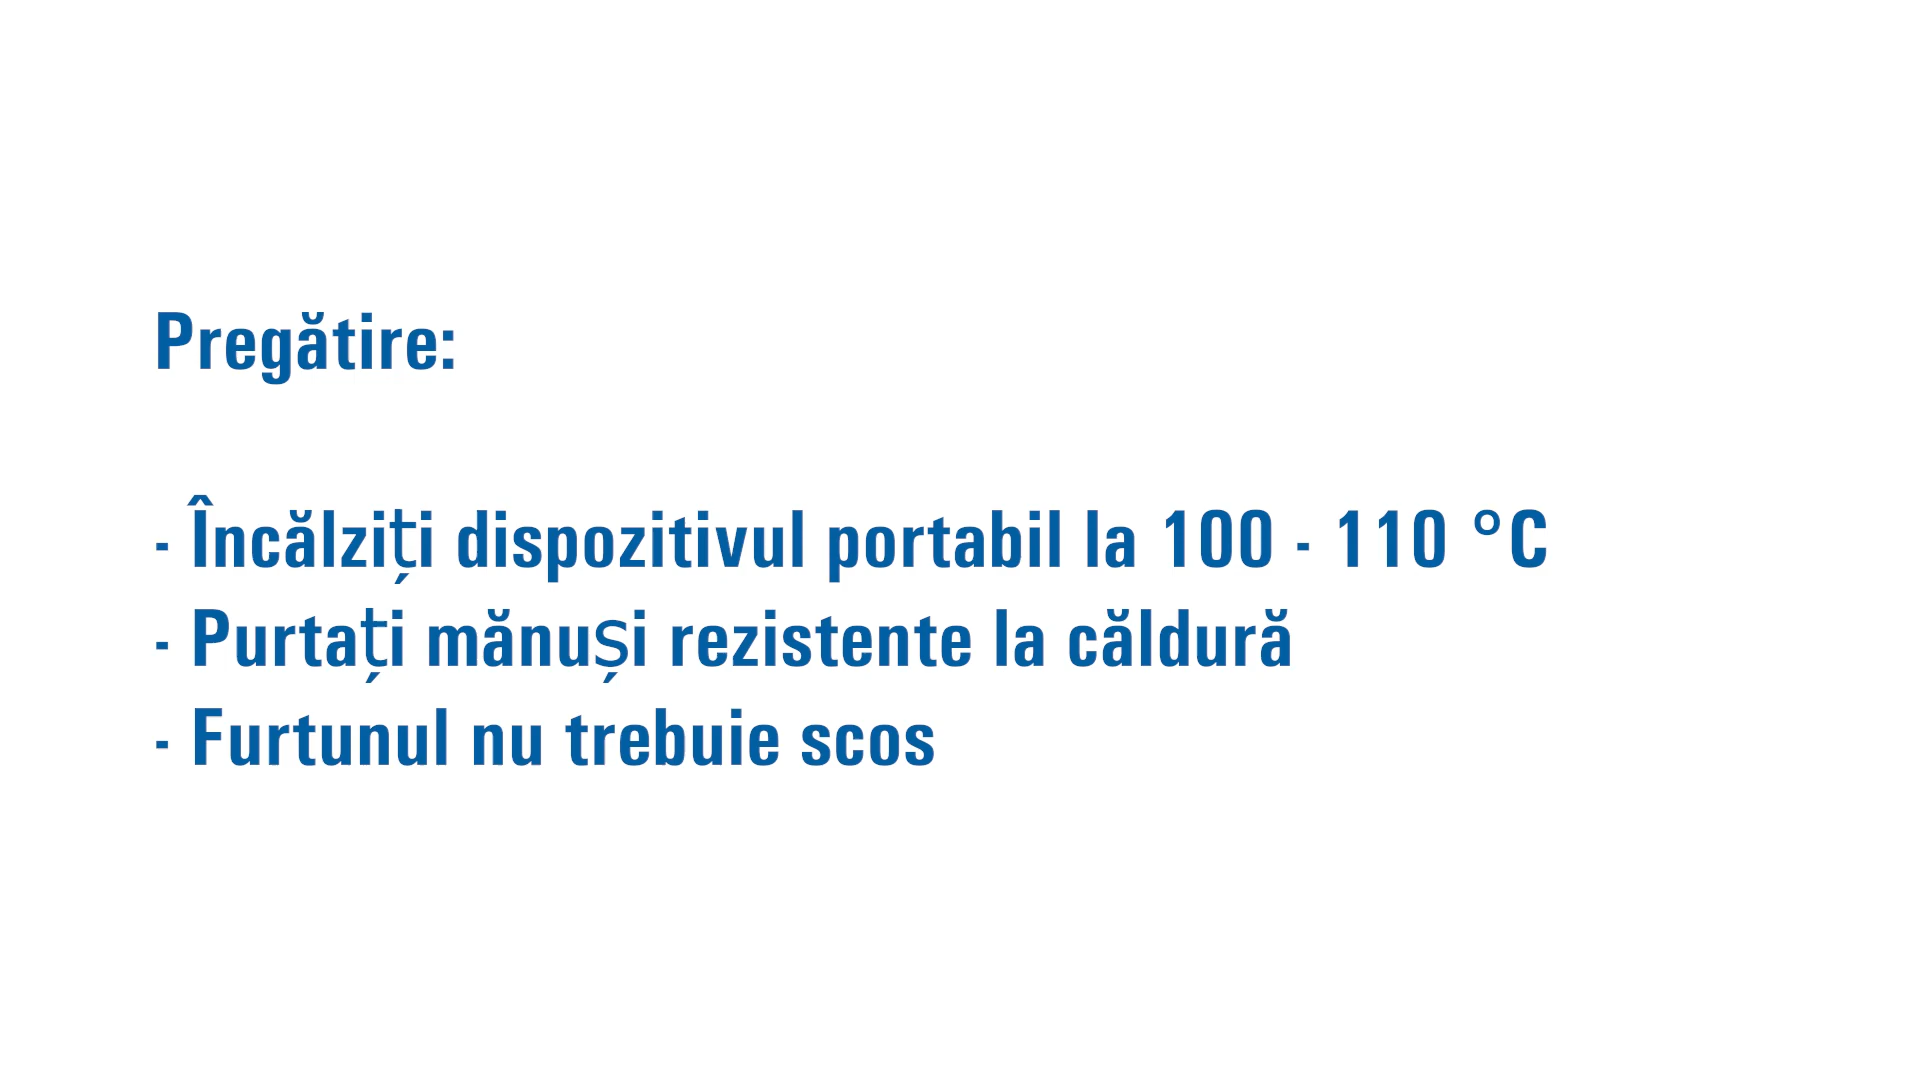 Pregătire:
- Încălziți dispozitivul portabil la 100 - 110 °C
- Purtați mănuși rezistente la căldură
- Furtunul nu trebuie scos